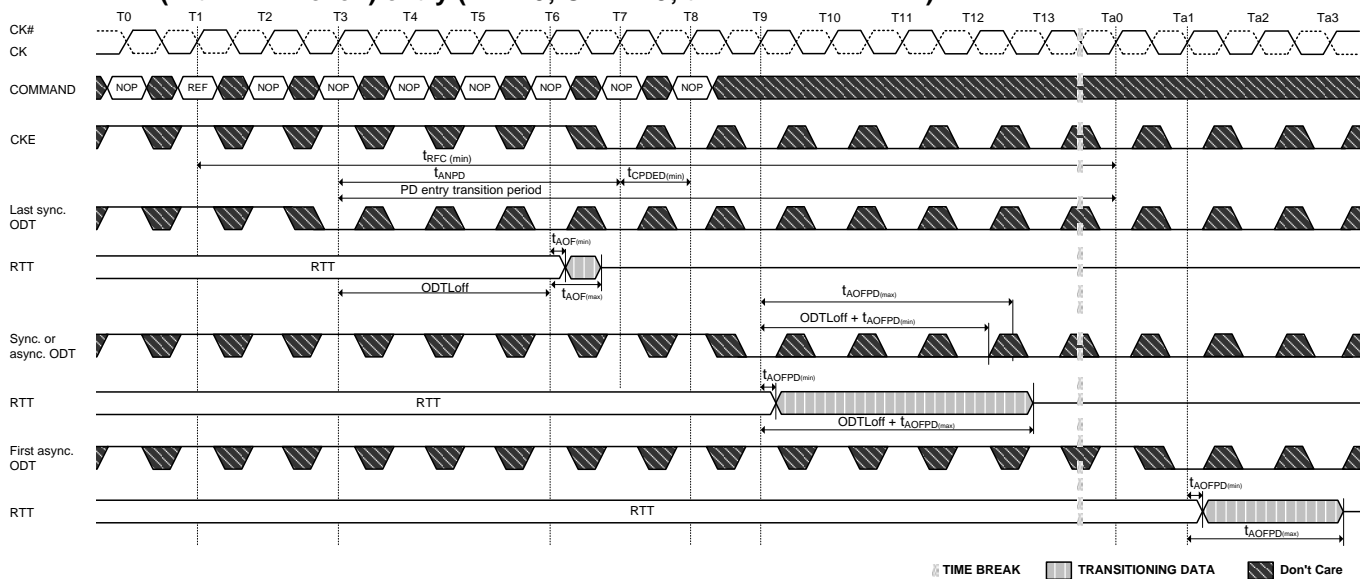 T0 T1 T2 T3 T4 T5 T6 T7 T8 T9 T10 T11 T12 T13 Ta0 Ta1 Ta2 Ta3
CK#
CK
COMMAND
NOP REF NOP NOP NOP NOP NOP NOP NOP
CKE
tRFC (min)
tANPD tCPDED(min)
PD entry transition period
Last sync.
ODT
tAOF(min)
RTT RTT
ODTLoff tAOF(max)
tAOFPD(max)
ODTLoff + tAOFPD(min)
Sync. or
async. ODT
tAOFPD(min)
RTT RTT
ODTLoff + tAOFPD(max)
First async.
ODT
tAOFPD(min)
RTT RTT
tAOFPD(max)
TIME BREAK TRANSITIONING DATA Don't Care